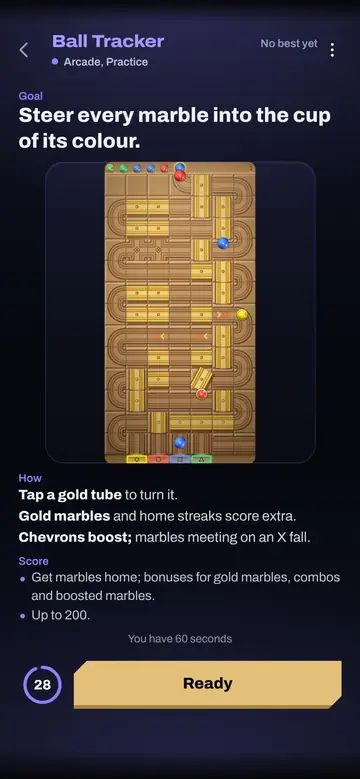 Ball Tracker
No best yet
Arcade, Practice
Goal
Steer every marble into the cup
of its colour.
How
Tap a gold tube to turn it.
Gold marbles and home streaks score extra.
Chevrons boost; marbles meeting on an X fall.
Score
Get marbles home; bonuses for gold marbles, combos
and boosted marbles.
Up to 200.
You have 60 seconds
28
Ready